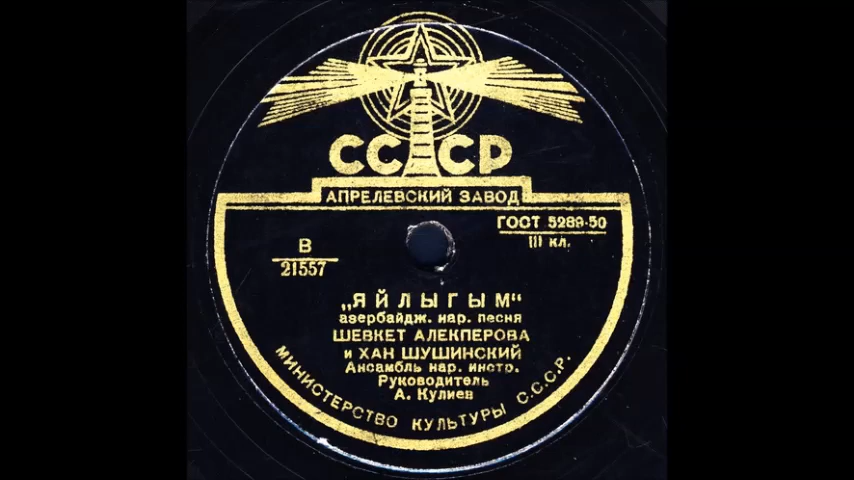 СССР
АПРЕЛЕВСКИЙ ЗАВОД
ГОСТ 5289-50
III кл.
В
21557
„ЯЙЛЫГЫМ“
азербайдж. нар. песня
ШЕВКЕТ АЛЕКПЕРОВА
и ХАН ШУШИНСКИЙ
Ансамбль нар. инстр.
Руководитель
А. Кулиев
МИНИСТЕРСТВО КУЛЬТУРЫ С.С.С.Р.